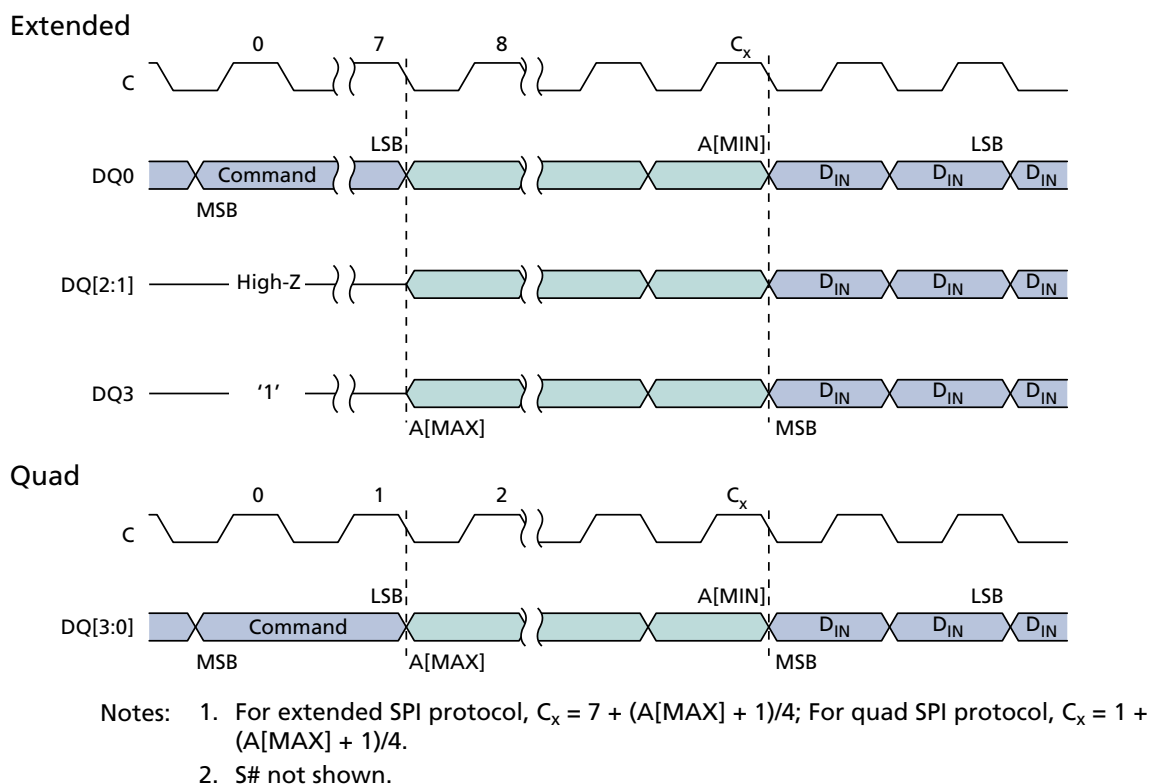 Extended
0 7 8 Cx
C
LSB A[MIN] LSB
DQ0 Command DIN DIN DIN
MSB
DQ[2:1] High-Z DIN DIN DIN
DQ3 '1' DIN DIN DIN
A[MAX] MSB
Quad
0 1 2 Cx
C
LSB A[MIN] LSB
DQ[3:0] Command DIN DIN DIN
MSB A[MAX] MSB
Notes: 1. For extended SPI protocol, Cx = 7 + (A[MAX] + 1)/4; For quad SPI protocol, Cx = 1 +
(A[MAX] + 1)/4.
2. S# not shown.